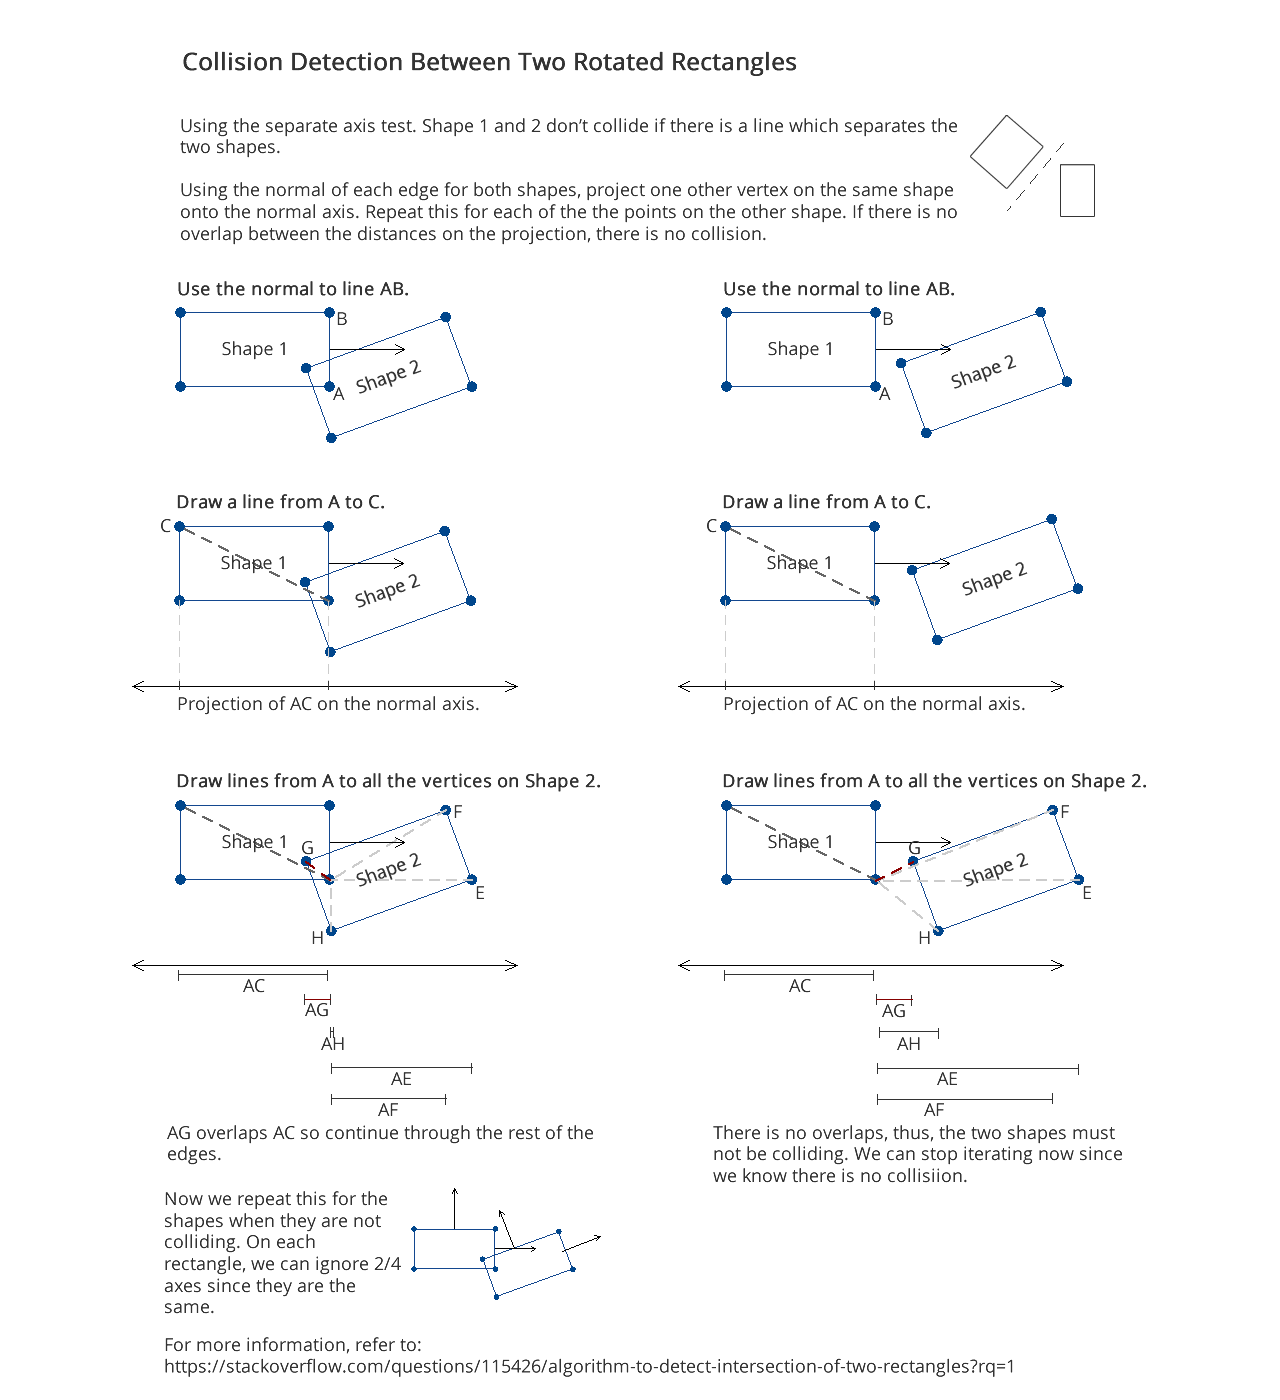 Collision Detection Between Two Rotated Rectangles
Using the separate axis test. Shape 1 and 2 don’t collide if there is a line which separates the
two shapes.
Using the normal of each edge for both shapes, project one other vertex on the same shape
onto the normal axis. Repeat this for each of the the points on the other shape. If there is no
overlap between the distances on the projection, there is no collision.
Use the normal to line AB.
B
Shape 1
Shape 2
A
Use the normal to line AB.
B
Shape 1
Shape 2
A
Draw a line from A to C.
C
Shape 1
Shape 2
Projection of AC on the normal axis.
Draw a line from A to C.
C
Shape 1
Shape 2
Projection of AC on the normal axis.
Draw lines from A to all the vertices on Shape 2.
F
Shape 1
G
Shape 2
E
H
AC
AG
AH
AE
AF
AG overlaps AC so continue through the rest of the
edges.
Draw lines from A to all the vertices on Shape 2.
F
Shape 1
G
Shape 2
E
H
AC
AG
AH
AE
AF
There is no overlaps, thus, the two shapes must
not be colliding. We can stop iterating now since
we know there is no collisiion.
Now we repeat this for the
shapes when they are not
colliding. On each
rectangle, we can ignore 2/4
axes since they are the
same.
For more information, refer to:
https://stackoverflow.com/questions/115426/algorithm-to-detect-intersection-of-two-rectangles?rq=1